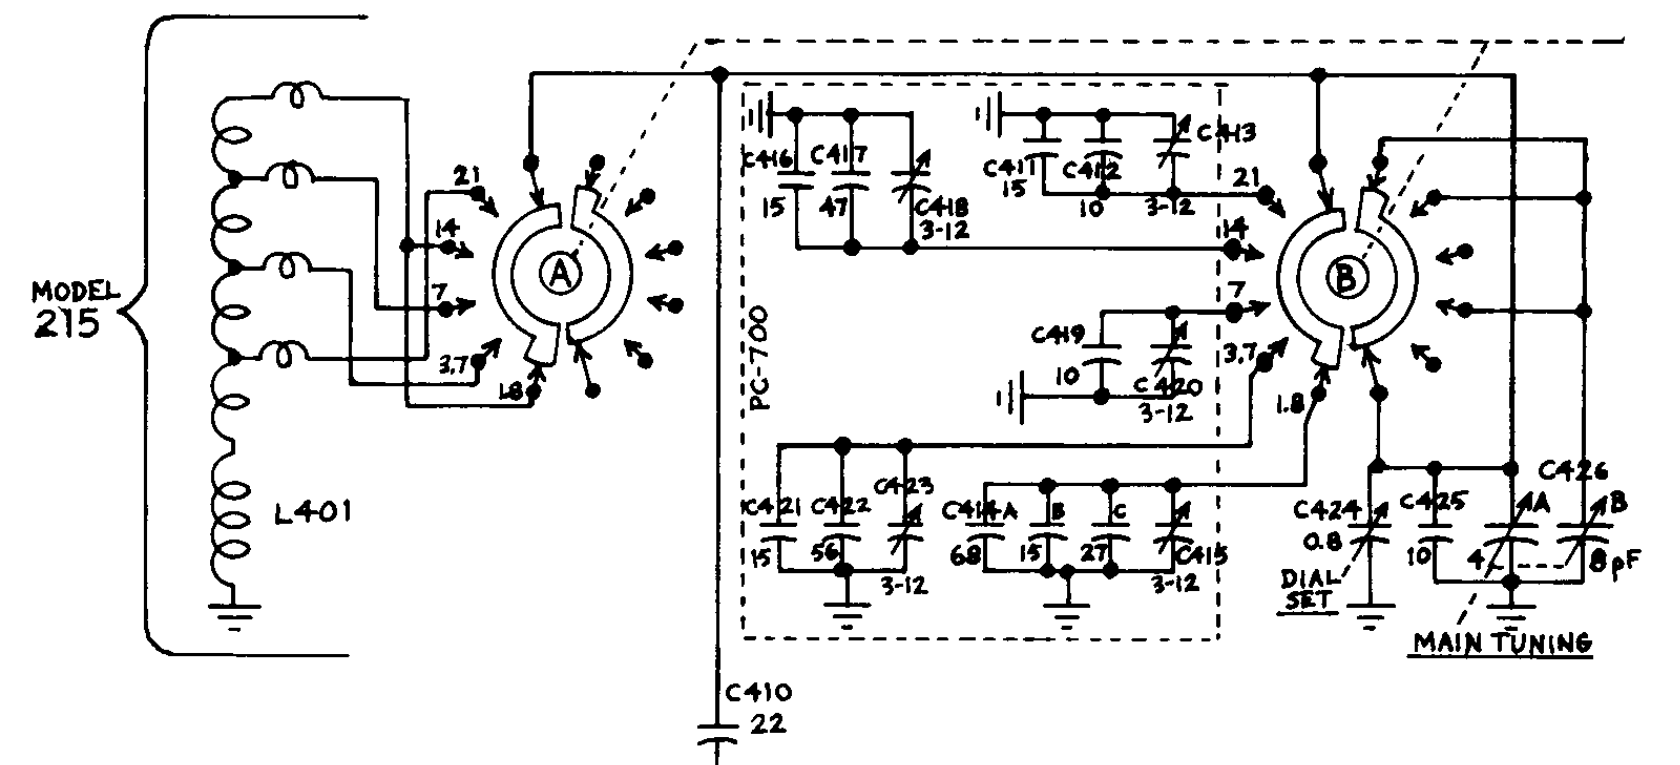 MODEL
215
L401
21
14
7
3.7
1.8
A
PC-700
C416
15
C417
47
C418
3-12
C411
15
C412
10
C413
3-12
21
14
7
3.7
1.8
B
C419
10
C420
3-12
C421
15
C422
56
C423
3-12
C414A
68
B
15
C
27
C415
3-12
C424
0.8
DIAL
SET
C425
10
C426
A
4
B
8pF
MAIN TUNING
C410
22